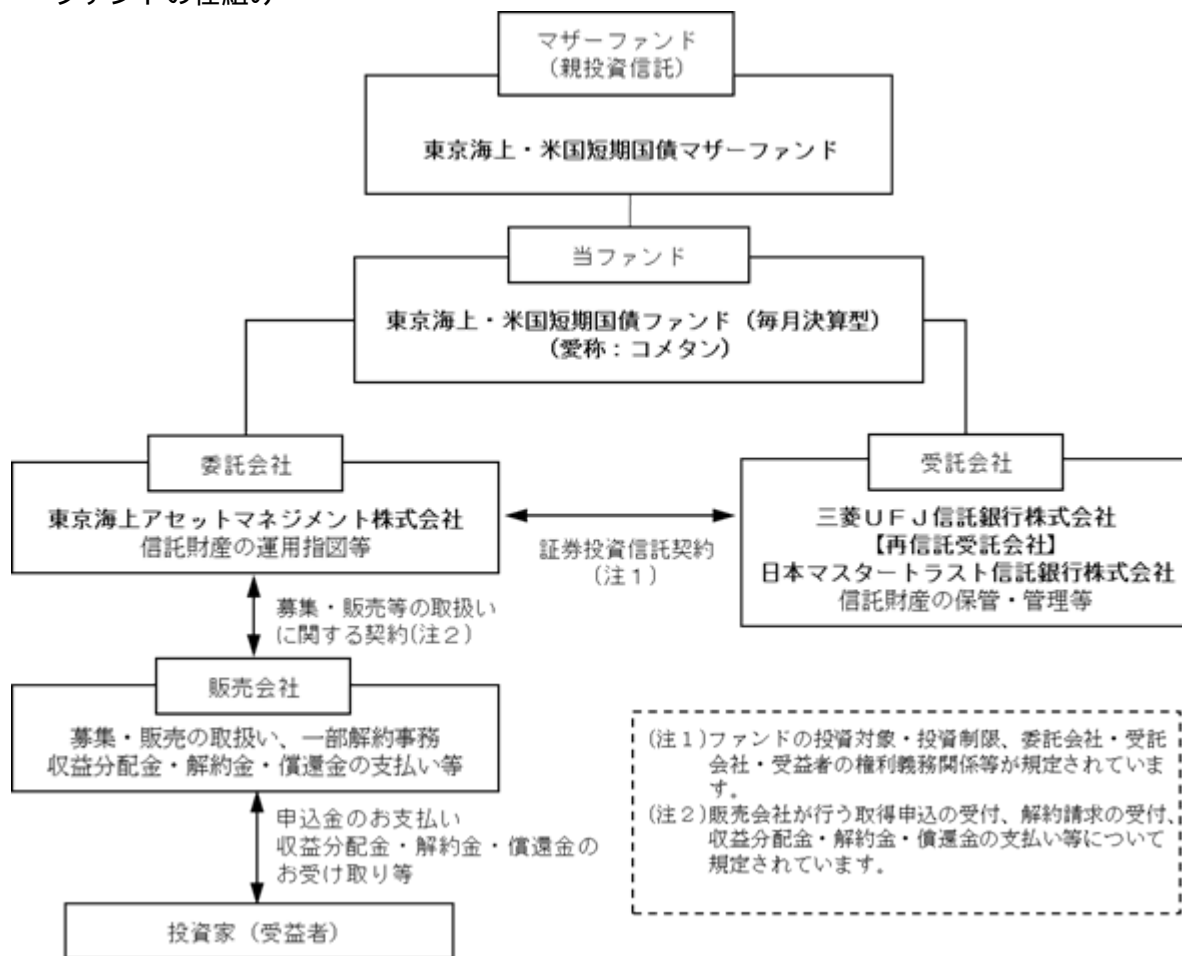 ファンドの仕組み
マザーファンド
（親投資信託）
東京海上・米国短期国債マザーファンド
当ファンド
東京海上・米国短期国債ファンド（毎月決算型）
（愛称：コメタン）
委託会社
東京海上アセットマネジメント株式会社
信託財産の運用指図等
証券投資信託契約
（注１）
受託会社
三菱ＵＦＪ信託銀行株式会社
【再信託受託会社】
日本マスタートラスト信託銀行株式会社
信託財産の保管・管理等
募集・販売等の取扱い
に関する契約(注２)
販売会社
募集・販売の取扱い、一部解約事務
収益分配金・解約金・償還金の支払い等
申込金のお支払い
収益分配金・解約金・償還金の
お受け取り等
投資家（受益者）
(注１)ファンドの投資対象・投資制限、委託会社・受託
会社・受益者の権利義務関係等が規定されていま
す。
(注２)販売会社が行う取得申込の受付、解約請求の受付、
収益分配金・解約金・償還金の支払い等について
規定されています。